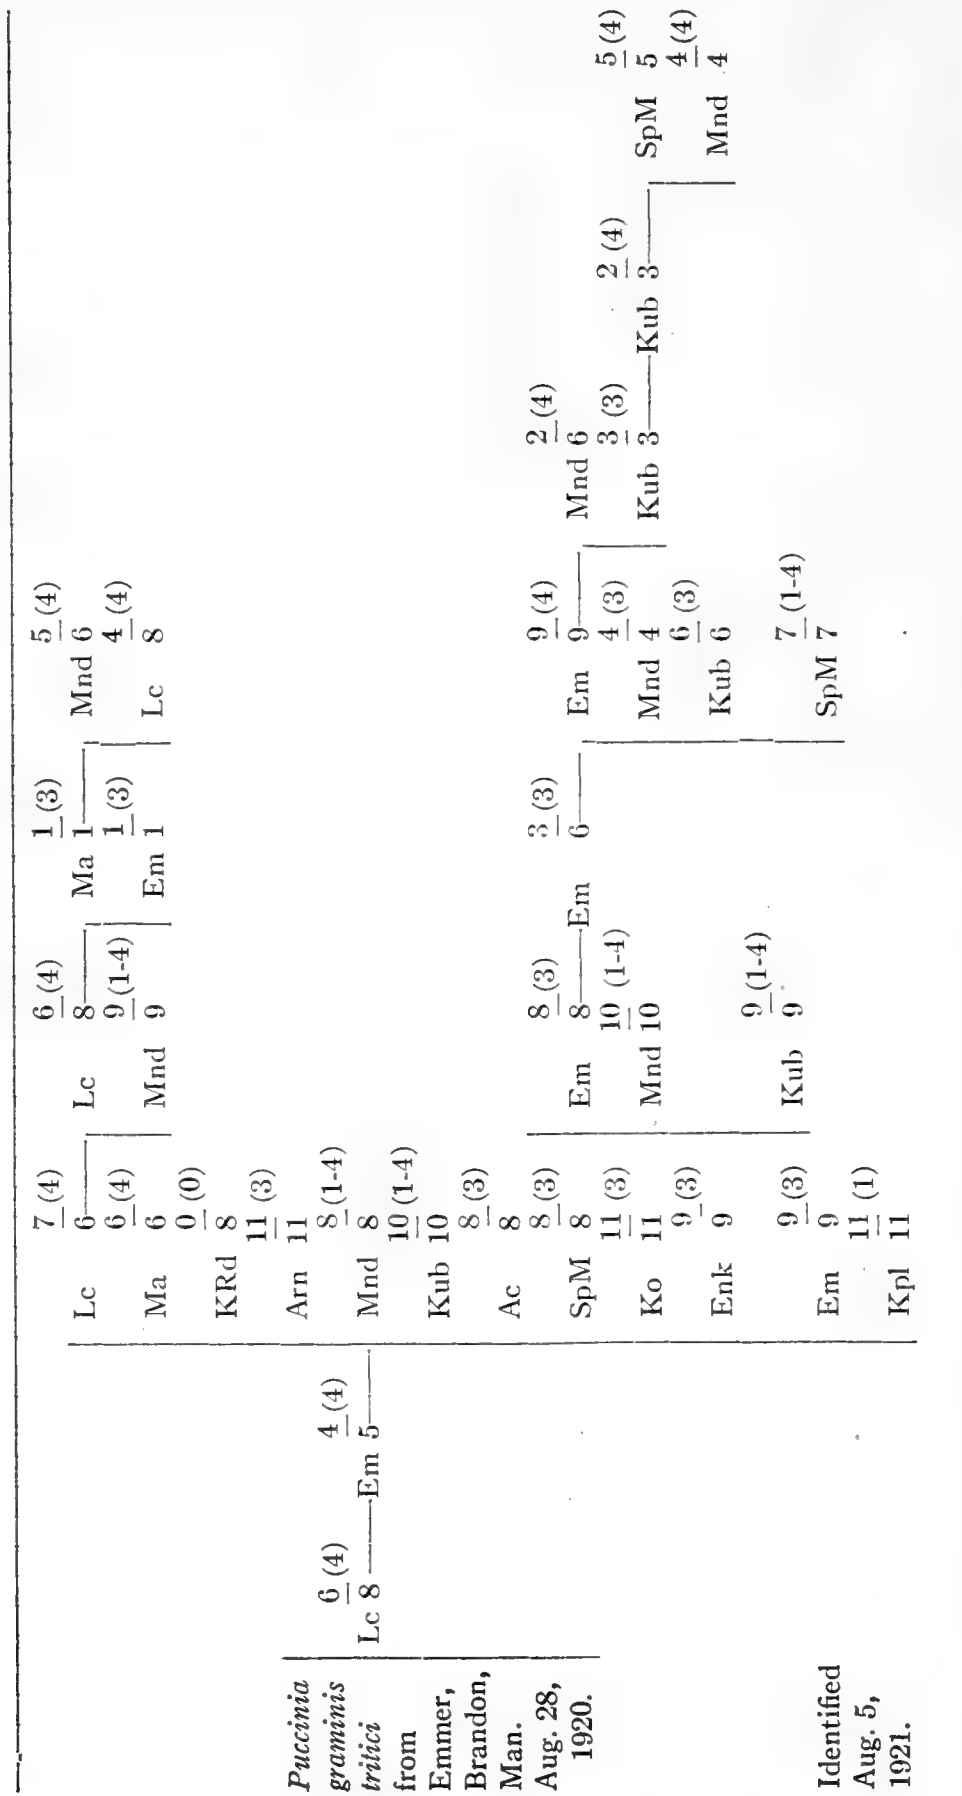 7 (4) 6 (4) 1 (3) 5 (4)
Lc 6 Lc 8 Ma 1 Mnd 6
6 (4) 9 (1-4) 1 (3) 4 (4)
Ma 6 Mnd 9 Em 1 Lc 8
0 (0)
KRd 8
11 (3)
Puccinia Arn 11
graminis 6 (4) 4 (4) 8 (1-4)
tritici Lc 8 Em 5 Mnd 8
from 10 (1-4)
Emmer, Kub 10
Brandon, 8 (3)
Man. Ac 8
Aug. 28, 8 (3) 8 (3) 3 (3) 9 (4) 2 (4)
1920. SpM 8 Em 8 Em 6 Em 9 Mnd 6
11 (3) 10 (1-4) 4 (3) 3 (3) 2 (4) 5 (4)
Ko 11 Mnd 10 Mnd 4 Kub 3 Kub 3 SpM 5
9 (3) 6 (3) 4 (4)
Enk 9 Kub 6 Mnd 4
9 (1-4)
9 (3) Kub 9 7 (1-4)
Identified Em 9 SpM 7
Aug. 5, 11 (1)
1921. Kpl 11